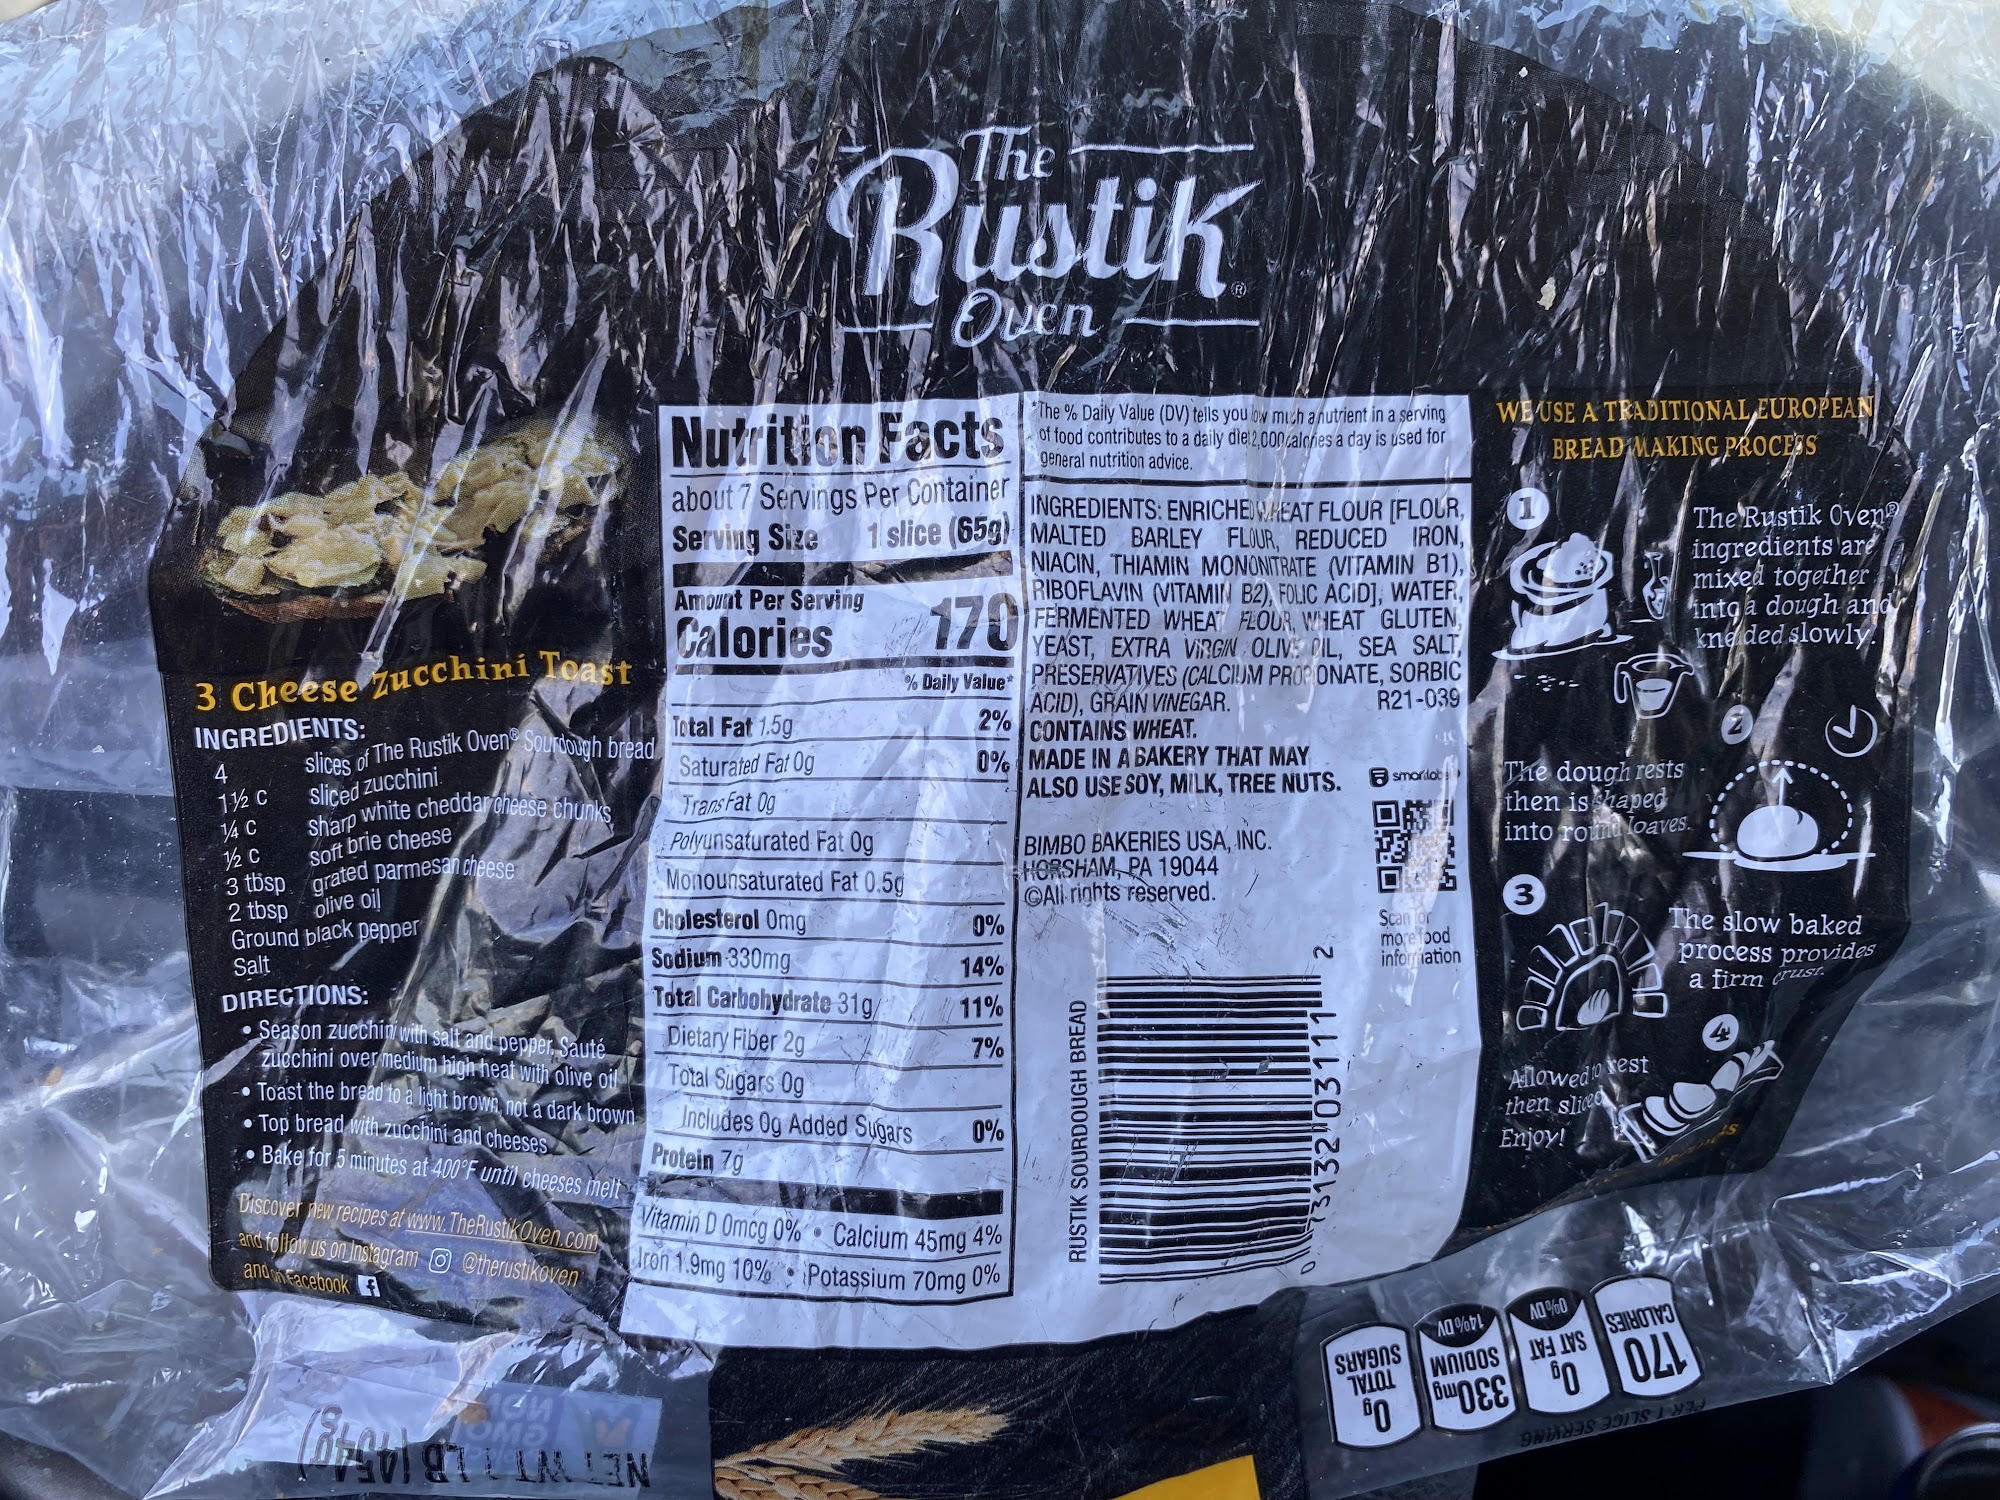 The
Rustik®
Oven
3 Cheese Zucchini Toast
INGREDIENTS:
4 slices of The Rustik Oven® Sourdough bread
1½ C sliced zucchini
¼ C sharp white cheddar cheese chunks
½ C soft brie cheese
3 tbsp grated parmesan cheese
2 tbsp olive oil
Ground black pepper
Salt
DIRECTIONS:
• Season zucchini with salt and pepper, Sauté
zucchini over medium high heat with olive oil
• Toast the bread to a light brown, not a dark brown
• Top bread with zucchini and cheeses
• Bake for 5 minutes at 400°F until cheeses melt
Discover new recipes at www.TheRustikOven.com
and follow us on Instagram @therustikoven
and on Facebook f
Nutrition Facts
about 7 Servings Per Container
Serving Size 1 slice (65g)
Amount Per Serving
Calories 170
% Daily Value*
Total Fat 1.5g 2%
Saturated Fat 0g 0%
Trans Fat 0g
Polyunsaturated Fat 0g
Monounsaturated Fat 0.5g
Cholesterol 0mg 0%
Sodium 330mg 14%
Total Carbohydrate 31g 11%
Dietary Fiber 2g 7%
Total Sugars 0g
Includes 0g Added Sugars 0%
Protein 7g
Vitamin D 0mcg 0% • Calcium 45mg 4%
Iron 1.9mg 10% • Potassium 70mg 0%
*The % Daily Value (DV) tells you how much a nutrient in a serving
of food contributes to a daily diet. 2,000 calories a day is used for
general nutrition advice.
INGREDIENTS: ENRICHED WHEAT FLOUR [FLOUR,
MALTED BARLEY FLOUR, REDUCED IRON,
NIACIN, THIAMIN MONONITRATE (VITAMIN B1),
RIBOFLAVIN (VITAMIN B2), FOLIC ACID], WATER,
FERMENTED WHEAT FLOUR, WHEAT GLUTEN,
YEAST, EXTRA VIRGIN OLIVE OIL, SEA SALT,
PRESERVATIVES (CALCIUM PROPIONATE, SORBIC
ACID), GRAIN VINEGAR. R21-039
CONTAINS WHEAT.
MADE IN A BAKERY THAT MAY
ALSO USE SOY, MILK, TREE NUTS.
BIMBO BAKERIES USA, INC.
HORSHAM, PA 19044
©All rights reserved.
smartlabel
Scan for
more food
information
RUSTIK SOURDOUGH BREAD
0 73132 03111 2
WE USE A TRADITIONAL EUROPEAN
BREAD MAKING PROCESS
1
The Rustik Oven®
ingredients are
mixed together
into a dough and
kneaded slowly.
2
The dough rests
then is shaped
into round loaves.
3
The slow baked
process provides
a firm crust.
4
Allowed to rest
then sliced
Enjoy!
PER 1 SLICE SERVING
170
CALORIES
0g
SAT FAT
0% DV
330mg
SODIUM
14% DV
0g
TOTAL
SUGARS
NET WT 1 LB (454g)
NON
GMO